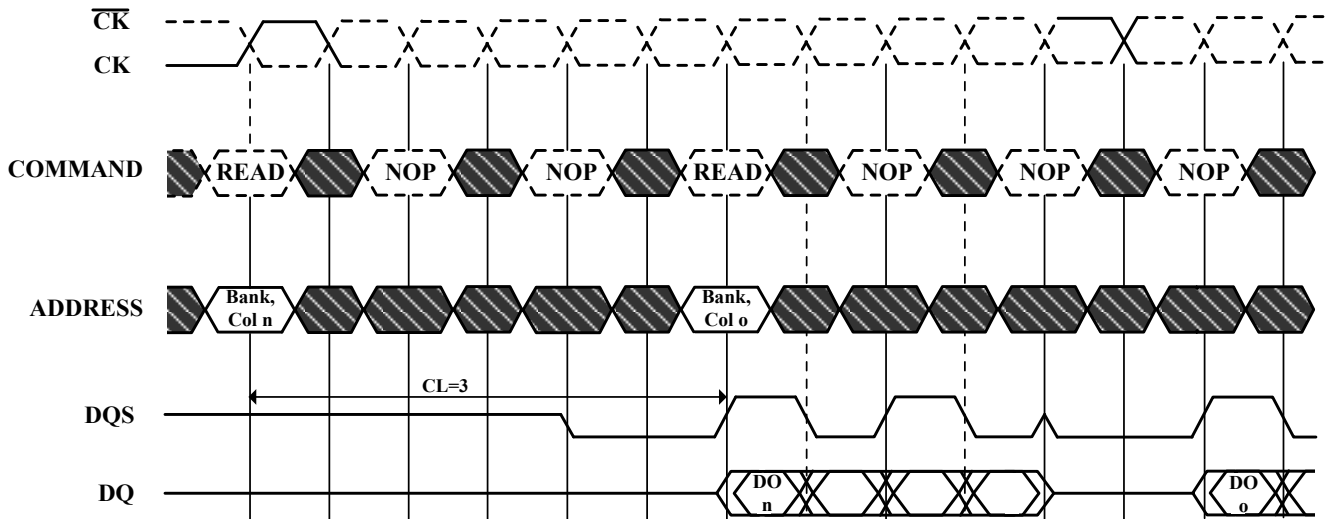 CK
CK
COMMAND READ NOP NOP READ NOP NOP NOP
ADDRESS Bank, Col n Bank, Col o
CL=3
DQS
DQ DO n DO o